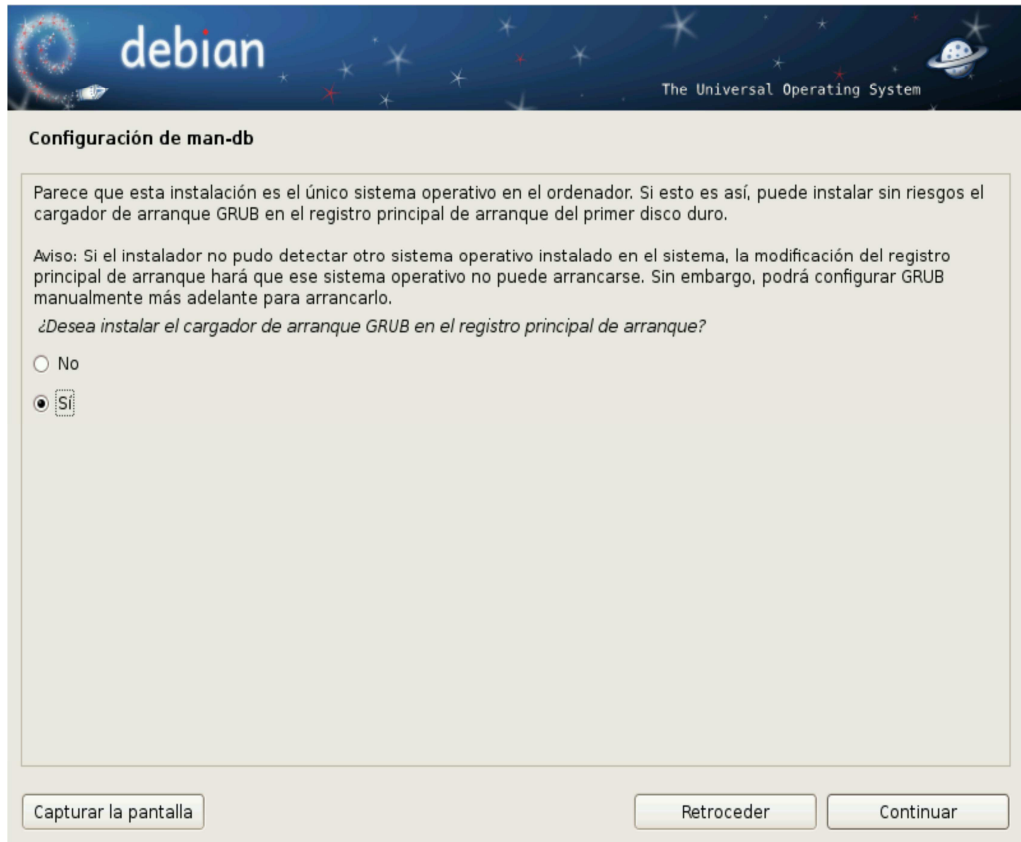 debian
The Universal Operating System
Configuración de man-db
Parece que esta instalación es el único sistema operativo en el ordenador. Si esto es así, puede instalar sin riesgos el
cargador de arranque GRUB en el registro principal de arranque del primer disco duro.
Aviso: Si el instalador no pudo detectar otro sistema operativo instalado en el sistema, la modificación del registro
principal de arranque hará que ese sistema operativo no puede arrancarse. Sin embargo, podrá configurar GRUB
manualmente más adelante para arrancarlo.
¿Desea instalar el cargador de arranque GRUB en el registro principal de arranque?
No
Sí
Capturar la pantalla
Retroceder
Continuar